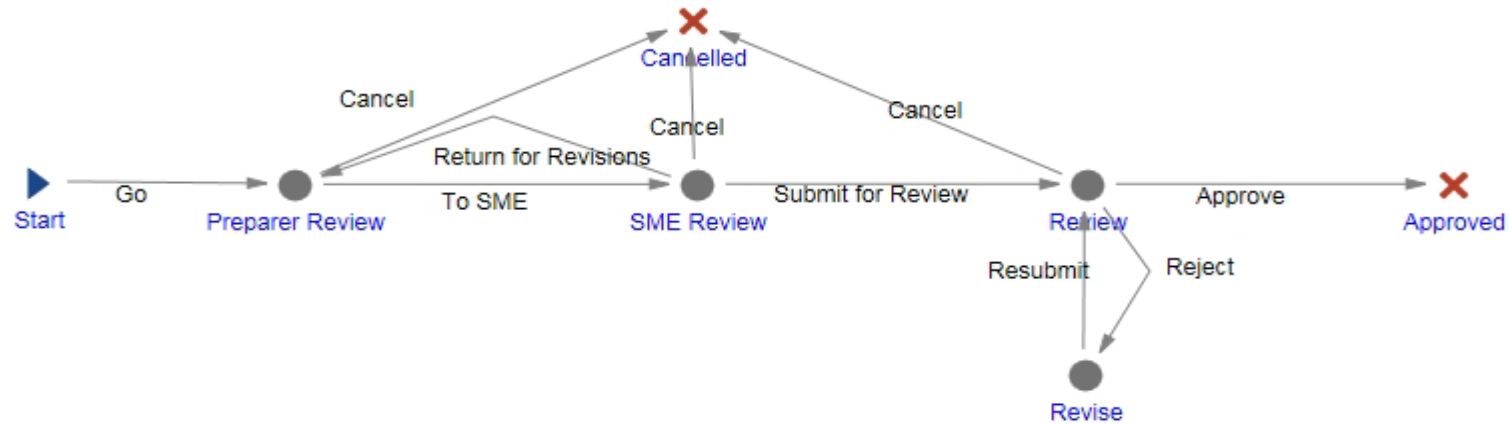 Cancelled
Cancel
Cancel
Cancel
Return for Revisions
Go
To SME
Submit for Review
Approve
Start
Preparer Review
SME Review
Review
Approved
Resubmit
Reject
Revise